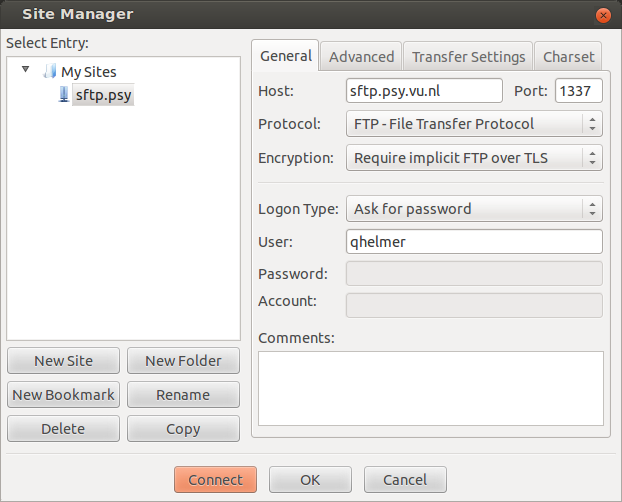 Site Manager
Select Entry:
My Sites
sftp.psy
New Site New Folder
New Bookmark Rename
Delete Copy
General Advanced Transfer Settings Charset
Host: sftp.psy.vu.nl Port: 1337
Protocol: FTP - File Transfer Protocol
Encryption: Require implicit FTP over TLS
Logon Type: Ask for password
User: qhelmer
Password:
Account:
Comments:
Connect OK Cancel